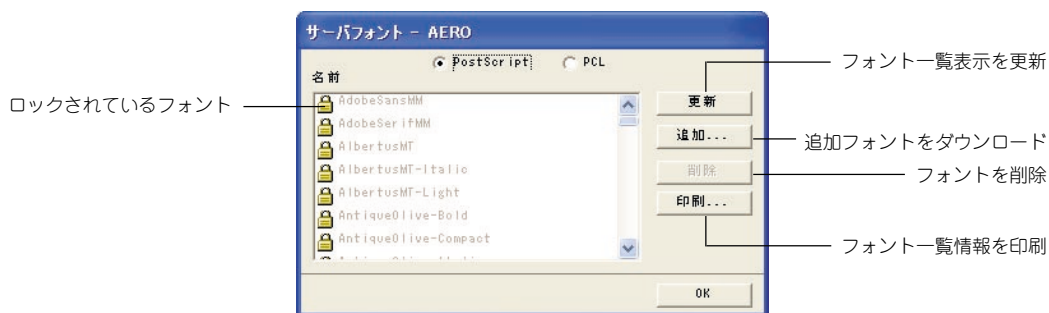 サーバフォント - AERO
PostScript PCL
名前
ロックされているフォント
AdobeSansMM
AdobeSerifMM
AlbertusMT
AlbertusMT-Italic
AlbertusMT-Light
AntiqueOlive-Bold
AntiqueOlive-Compact
更新
追加...
削除
印刷...
OK
フォント一覧表示を更新
追加フォントをダウンロード
フォントを削除
フォント一覧情報を印刷